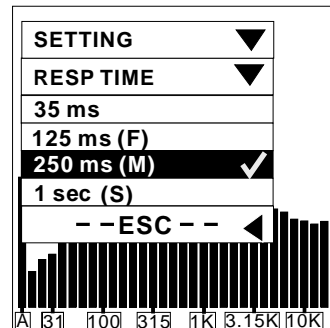 SETTING
RESP TIME
35 ms
125 ms (F)
250 ms (M)
1 sec (S)
– –ESC– –
A 31 100 315 1K 3.15K 10K